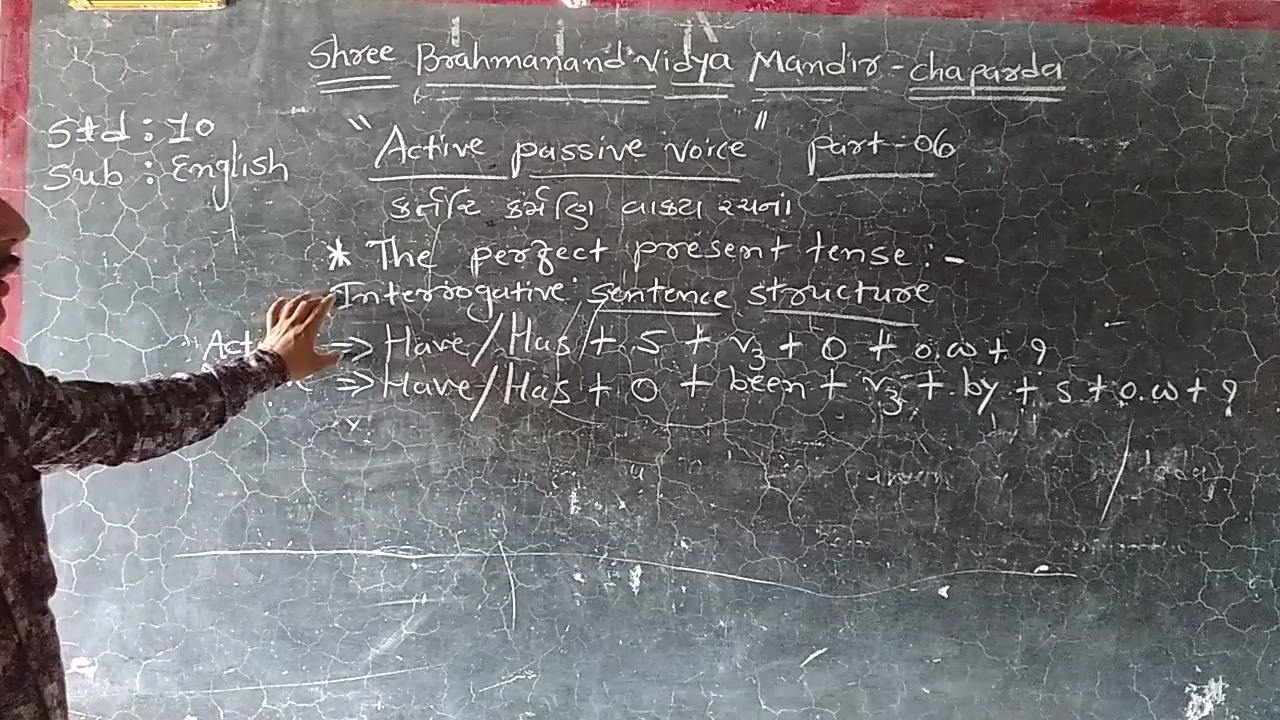 Shree Brahmanand Vidya Mandir - chaparda
Std : 10
Sub : English
"Active passive voice" part - 06
કર્તરિ કર્મણિ વાક્ય રચના
* The perfect present tense :-
Interrogative sentence structure
Act => Have/Has + S + v3 + O + o.w + ?
=> Have/Has + O + been + v3 + by + s + o.w + ?